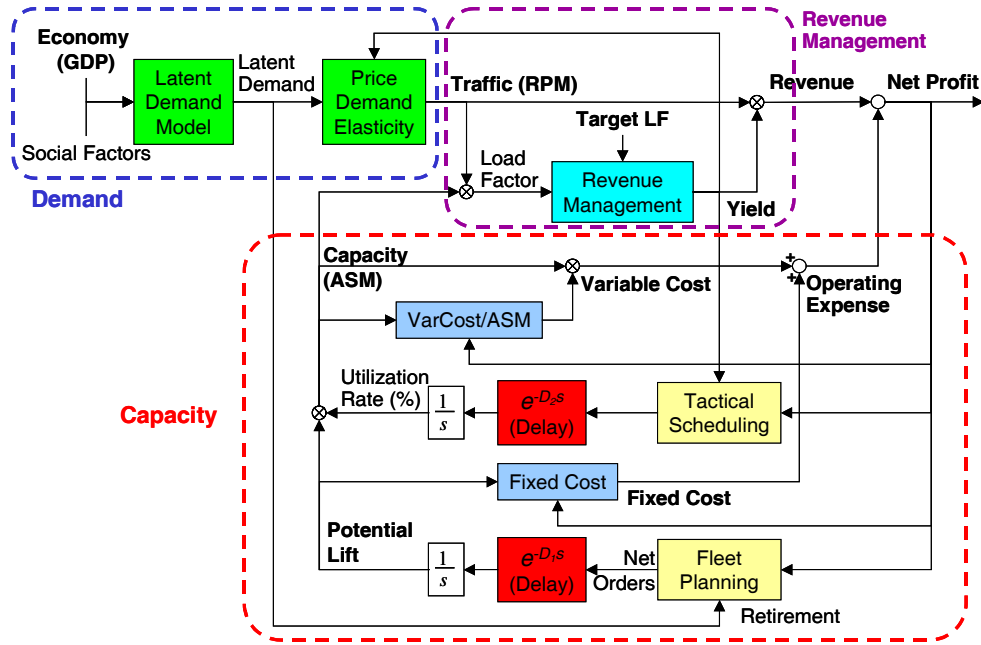 Revenue
Management
Economy
(GDP)
Latent
Demand
Model
Latent
Demand
Price
Demand
Elasticity
Traffic (RPM)
Revenue
Net Profit
Social Factors
Target LF
Load
Factor
Revenue
Management
Yield
Demand
Capacity
(ASM)
Variable Cost
+
+
Operating
Expense
VarCost/ASM
Utilization
Rate (%)
1
s
e^{-D_2s}
(Delay)
Tactical
Scheduling
Capacity
Fixed Cost
Fixed Cost
Potential
Lift
1
s
e^{-D_1s}
(Delay)
Net
Orders
Fleet
Planning
Retirement